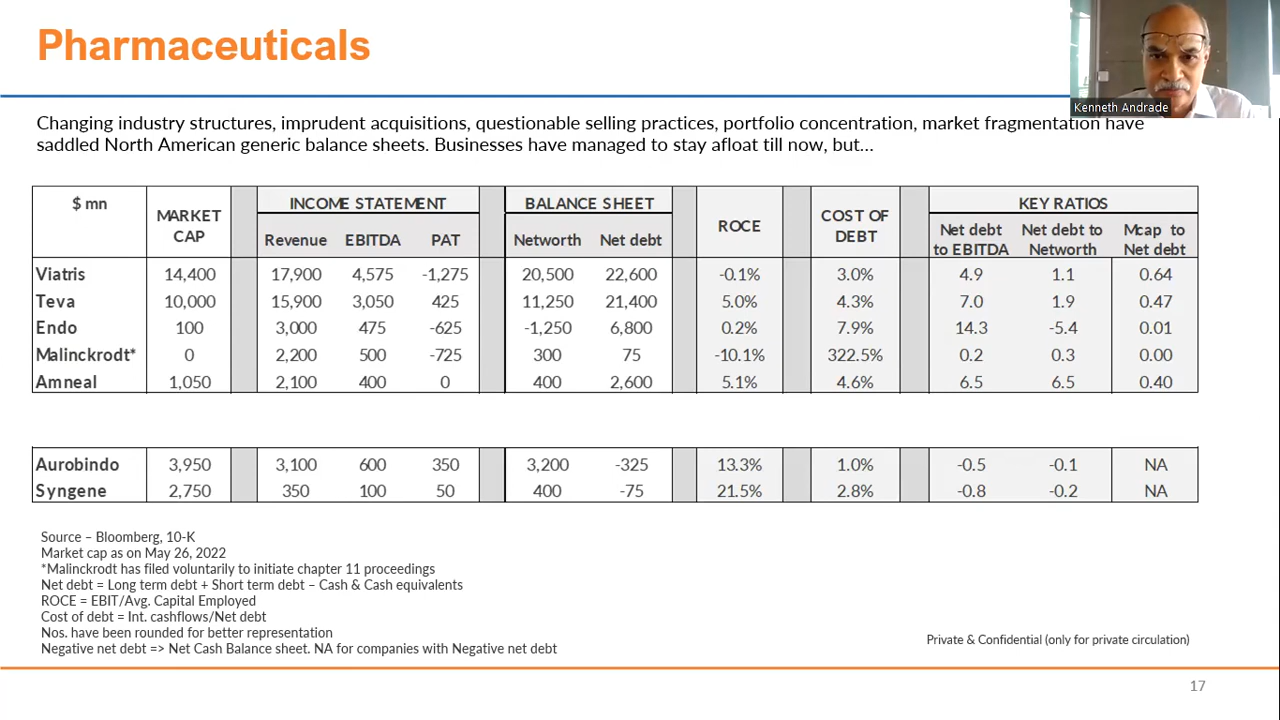 Pharmaceuticals
Kenneth Andrade
Changing industry structures, imprudent acquisitions, questionable selling practices, portfolio concentration, market fragmentation have
saddled North American generic balance sheets. Businesses have managed to stay afloat till now, but...
$ mn MARKET CAP INCOME STATEMENT BALANCE SHEET ROCE COST OF DEBT KEY RATIOS
Revenue EBITDA PAT Networth Net debt Net debt to EBITDA Net debt to Networth Mcap to Net debt
Viatris 14,400 17,900 4,575 -1,275 20,500 22,600 -0.1% 3.0% 4.9 1.1 0.64
Teva 10,000 15,900 3,050 425 11,250 21,400 5.0% 4.3% 7.0 1.9 0.47
Endo 100 3,000 475 -625 -1,250 6,800 0.2% 7.9% 14.3 -5.4 0.01
Malinckrodt* 0 2,200 500 -725 300 75 -10.1% 322.5% 0.2 0.3 0.00
Amneal 1,050 2,100 400 0 400 2,600 5.1% 4.6% 6.5 6.5 0.40
Aurobindo 3,950 3,100 600 350 3,200 -325 13.3% 1.0% -0.5 -0.1 NA
Syngene 2,750 350 100 50 400 -75 21.5% 2.8% -0.8 -0.2 NA
Source – Bloomberg, 10-K
Market cap as on May 26, 2022
*Malinckrodt has filed voluntarily to initiate chapter 11 proceedings
Net debt = Long term debt + Short term debt – Cash & Cash equivalents
ROCE = EBIT/Avg. Capital Employed
Cost of debt = Int. cashflows/Net debt
Nos. have been rounded for better representation
Negative net debt => Net Cash Balance sheet. NA for companies with Negative net debt
Private & Confidential (only for private circulation)
17